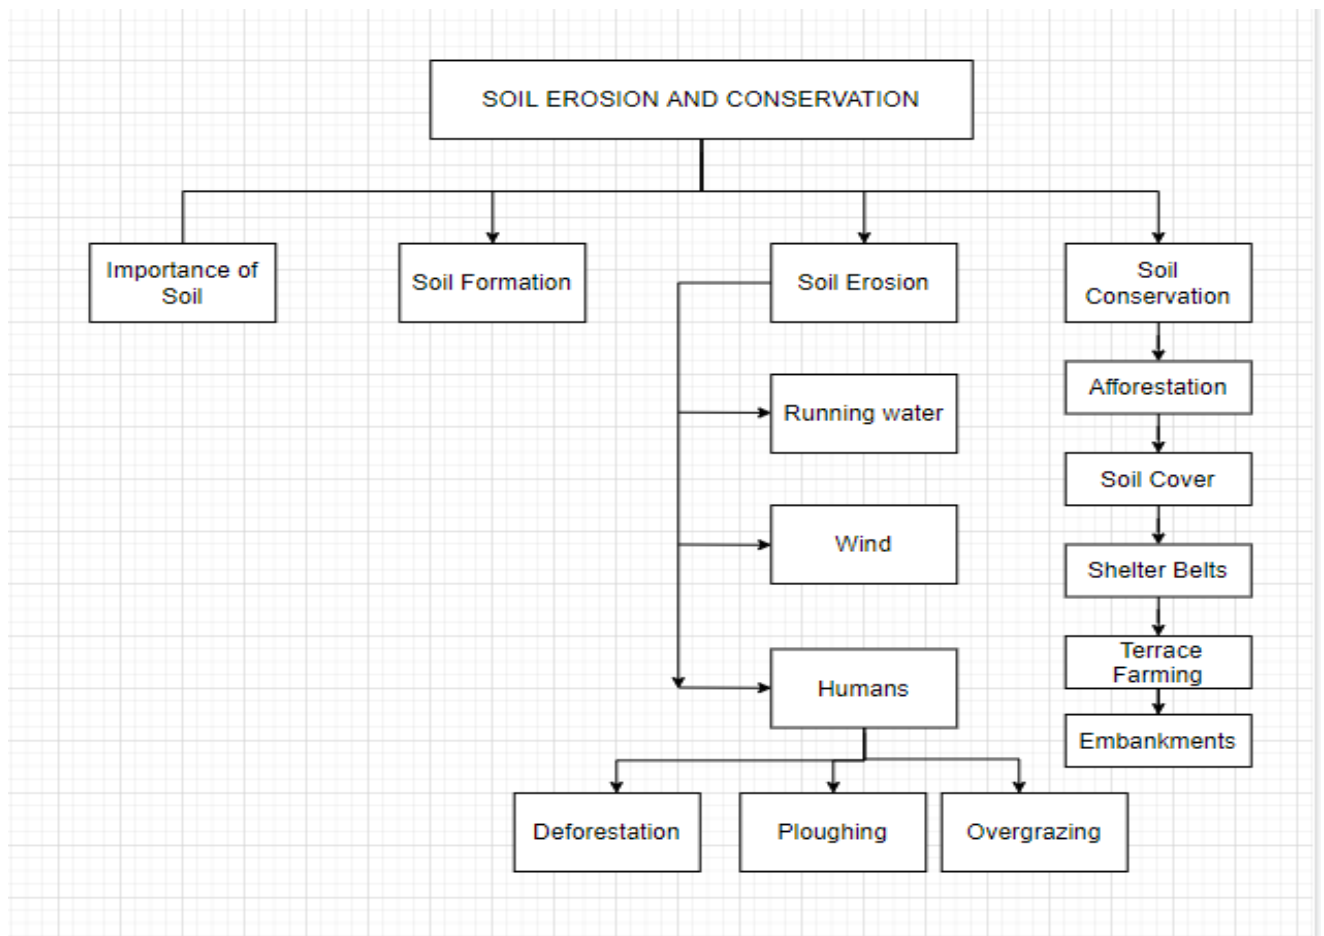 SOIL EROSION AND CONSERVATION
Importance of
Soil
Soil Formation
Soil Erosion
Soil
Conservation
Running water
Wind
Humans
Deforestation
Ploughing
Overgrazing
Afforestation
Soil Cover
Shelter Belts
Terrace
Farming
Embankments